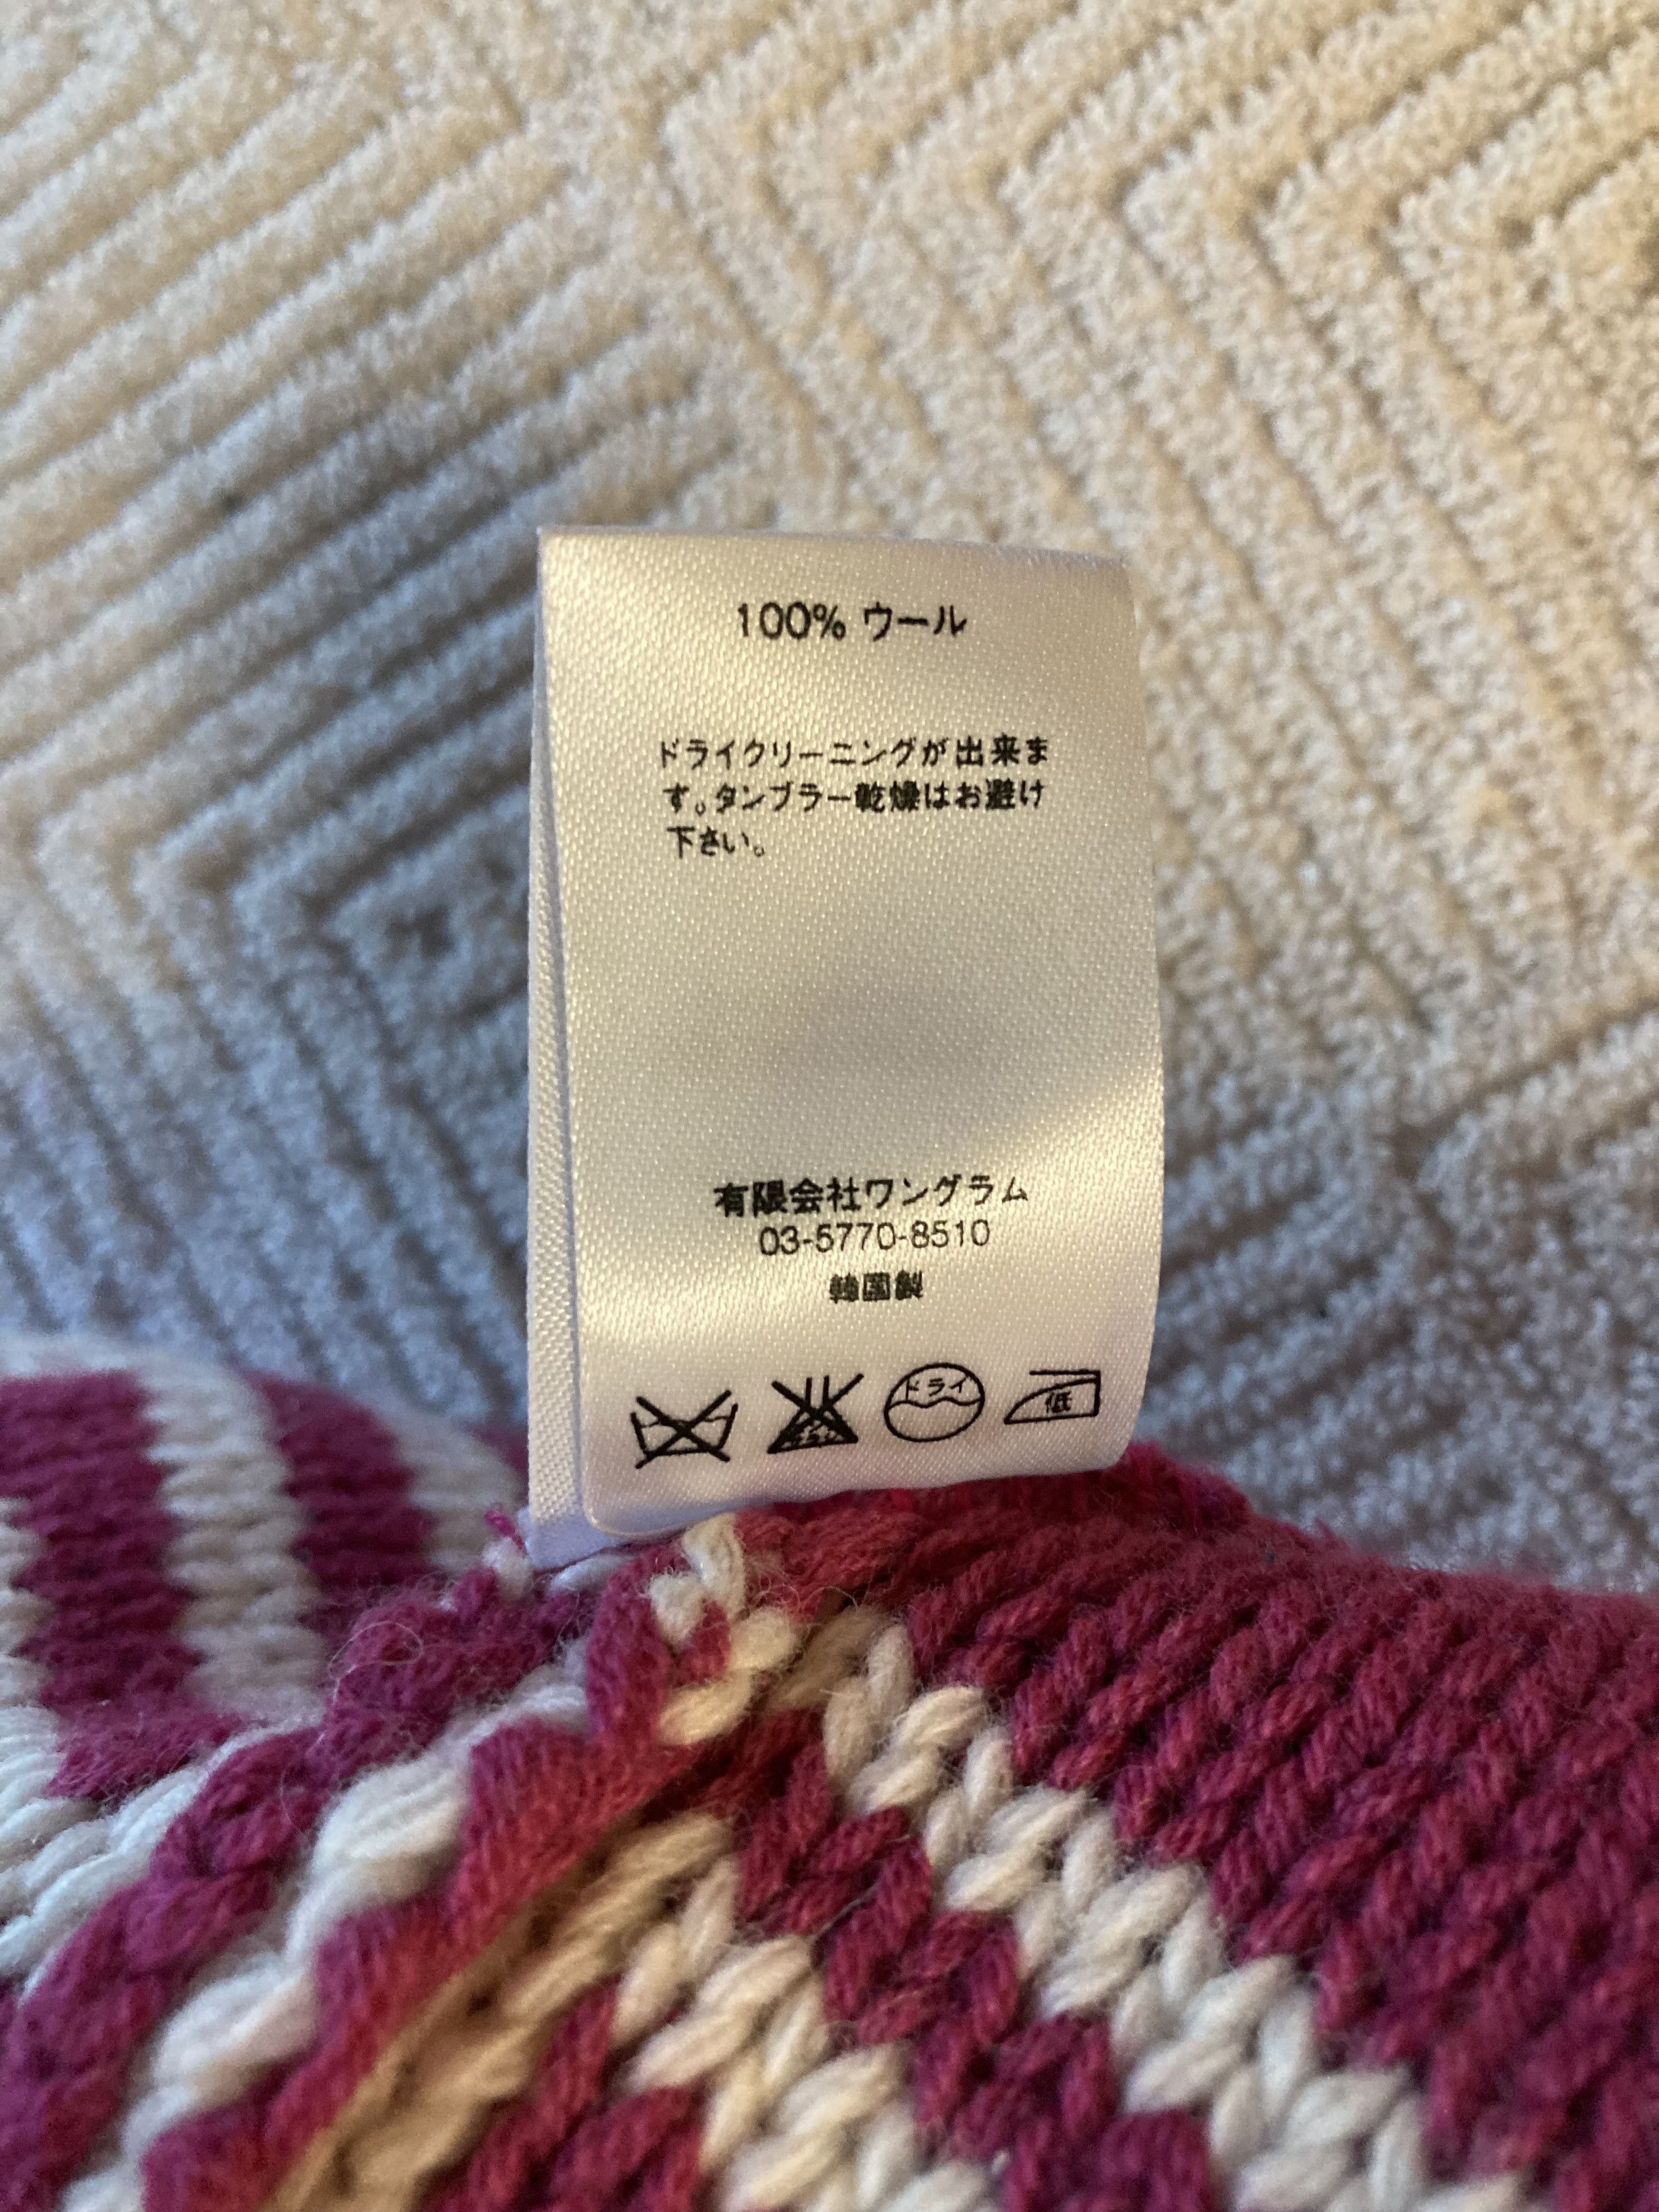 100% ウール
ドライクリーニングが出来ま
す。タンブラー乾燥はお避け
下さい。
有限会社ワングラム
03-5770-8510
韓国製
ドライ
低